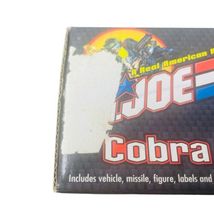 A Real American
.JOE
Cobra
Includes vehicle, missile, figure, labels and